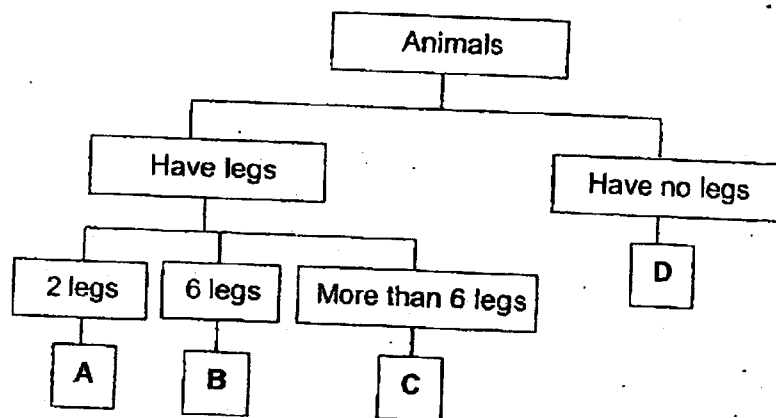 Animals
Have legs
Have no legs
2 legs
6 legs
More than 6 legs
D
A
B
C